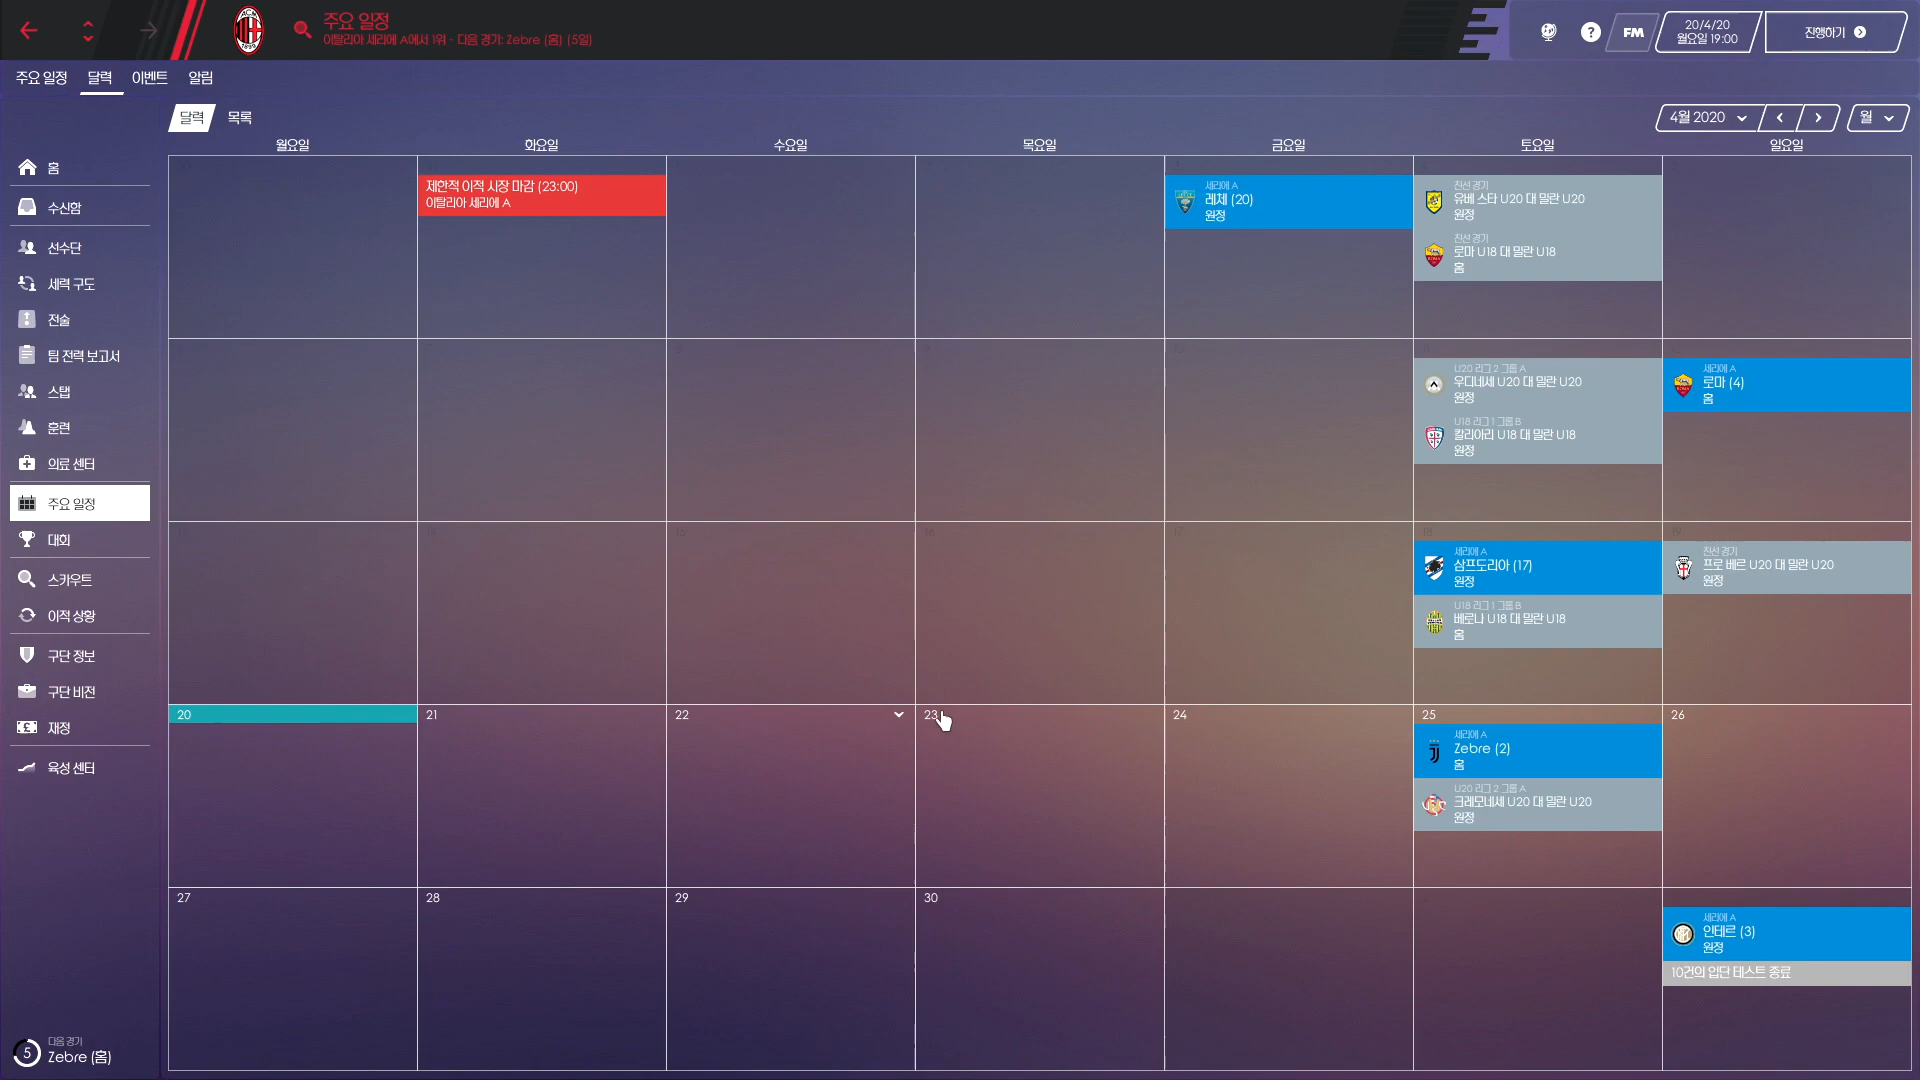 주요 일정
이탈리아 세리에 A에서 1위 - 다음 경기: Zebre (홈) (5일)
FM
20/4/20
월요일 19:00
진행하기
주요 일정
달력
이벤트
알림
달력
목록
4월 2020
월
월요일
화요일
수요일
목요일
금요일
토요일
일요일
홈
수신함
선수단
세력 구도
전술
팀 전력 보고서
스탭
훈련
의료 센터
주요 일정
대회
스카우트
이적 상황
구단 정보
구단 비전
재정
육성 센터
다음 경기
5
Zebre (홈)
제한적 이적 시장 마감 (23:00)
이탈리아 세리에 A
세리에 A
레체 (20)
원정
친선 경기
유베 스타 U20 대 밀란 U20
원정
친선 경기
로마 U18 대 밀란 U18
홈
U20 리그 2 그룹 A
우디네세 U20 대 밀란 U20
원정
U18 리그 1 그룹 B
칼리아리 U18 대 밀란 U18
원정
세리에 A
로마 (4)
홈
15
16
17
18
세리에 A
삼프도리아 (17)
원정
U18 리그 1 그룹 B
베로나 U18 대 밀란 U18
홈
19
친선 경기
프로 베르 U20 대 밀란 U20
원정
20
21
22
23
24
25
세리에 A
Zebre (2)
홈
U20 리그 2 그룹 A
크레모네세 U20 대 밀란 U20
원정
26
27
28
29
30
세리에 A
인테르 (3)
원정
10건의 입단 테스트 종료